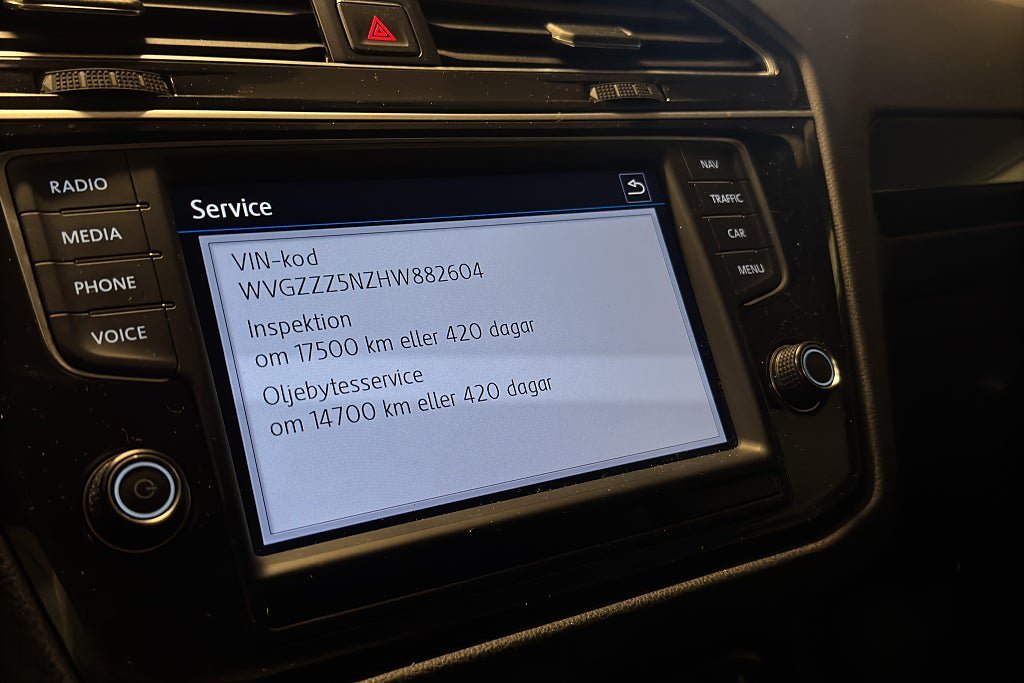 RADIO
MEDIA
PHONE
VOICE
Service
VIN-kod
WVGZZZ5NZHW882604
Inspektion
om 17500 km eller 420 dagar
Oljebytesservice
om 14700 km eller 420 dagar
NAV
TRAFFIC
CAR
MENU